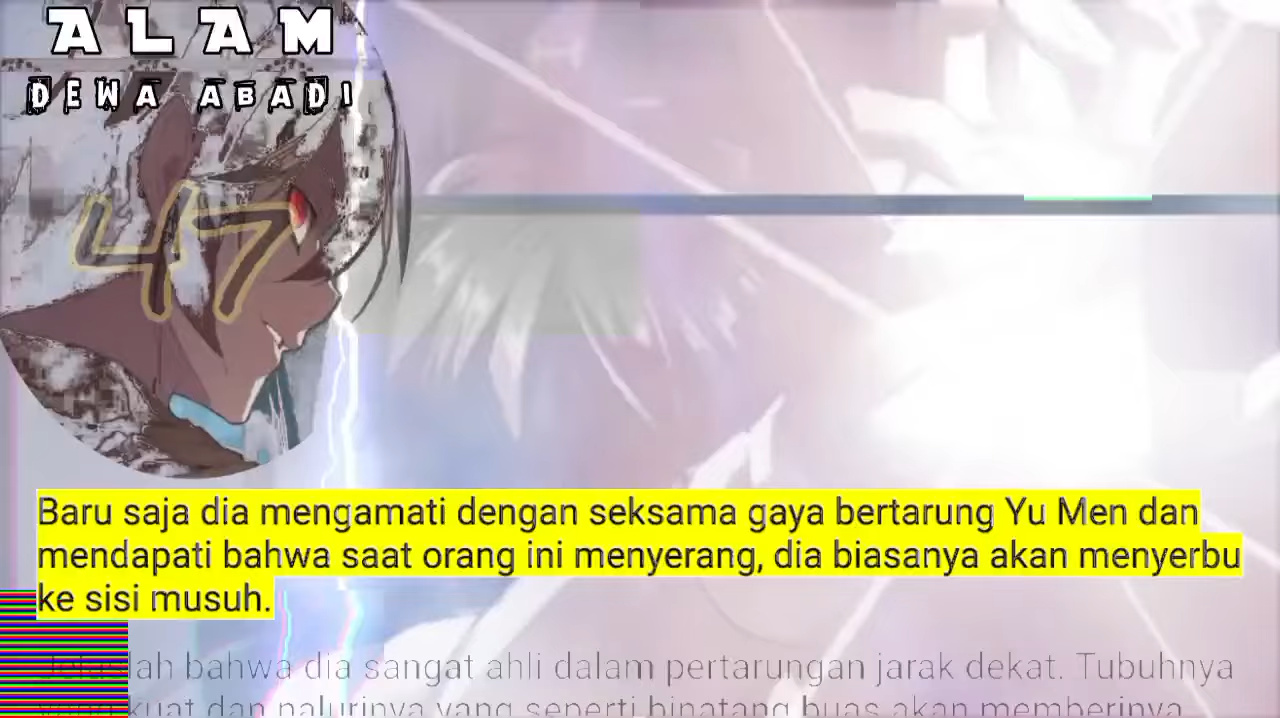 ALAM
DEWA ABADI
47
Baru saja dia mengamati dengan seksama gaya bertarung Yu Men dan
mendapati bahwa saat orang ini menyerang, dia biasanya akan menyerbu
ke sisi musuh.
Jelaslah bahwa dia sangat ahli dalam pertarungan jarak dekat. Tubuhnya
yang kuat dan nalurinya yang seperti binatang buas akan memberinya